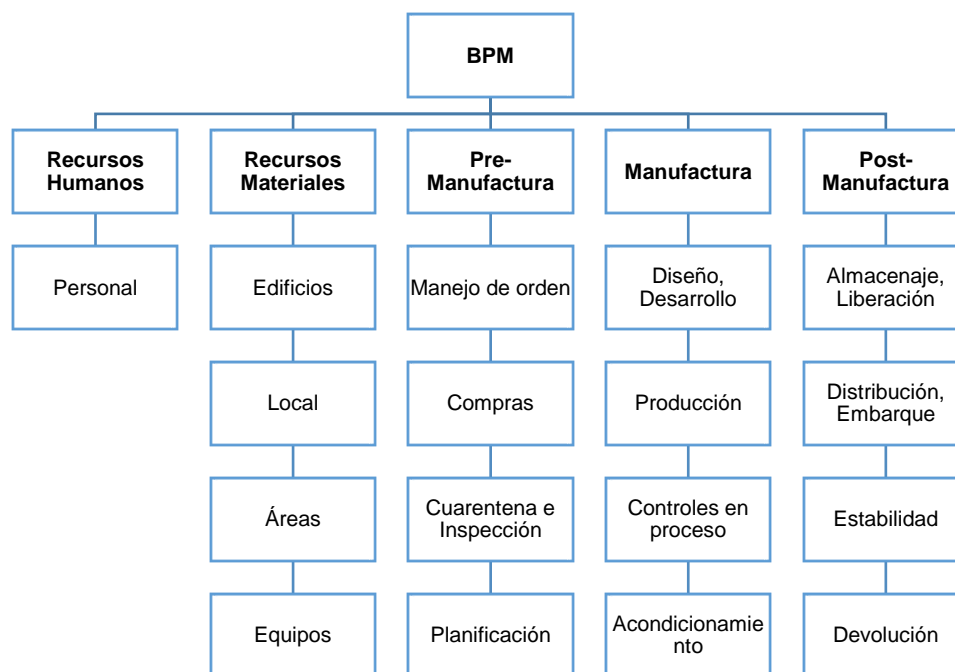 BPM
Recursos
Humanos
Recursos
Materiales
Pre-
Manufactura
Manufactura
Post-
Manufactura
Personal
Edificios
Manejo de orden
Diseño,
Desarrollo
Almacenaje,
Liberación
Local
Compras
Producción
Distribución,
Embarque
Áreas
Cuarentena e
Inspección
Controles en
proceso
Estabilidad
Equipos
Planificación
Acondicionamie
nto
Devolución